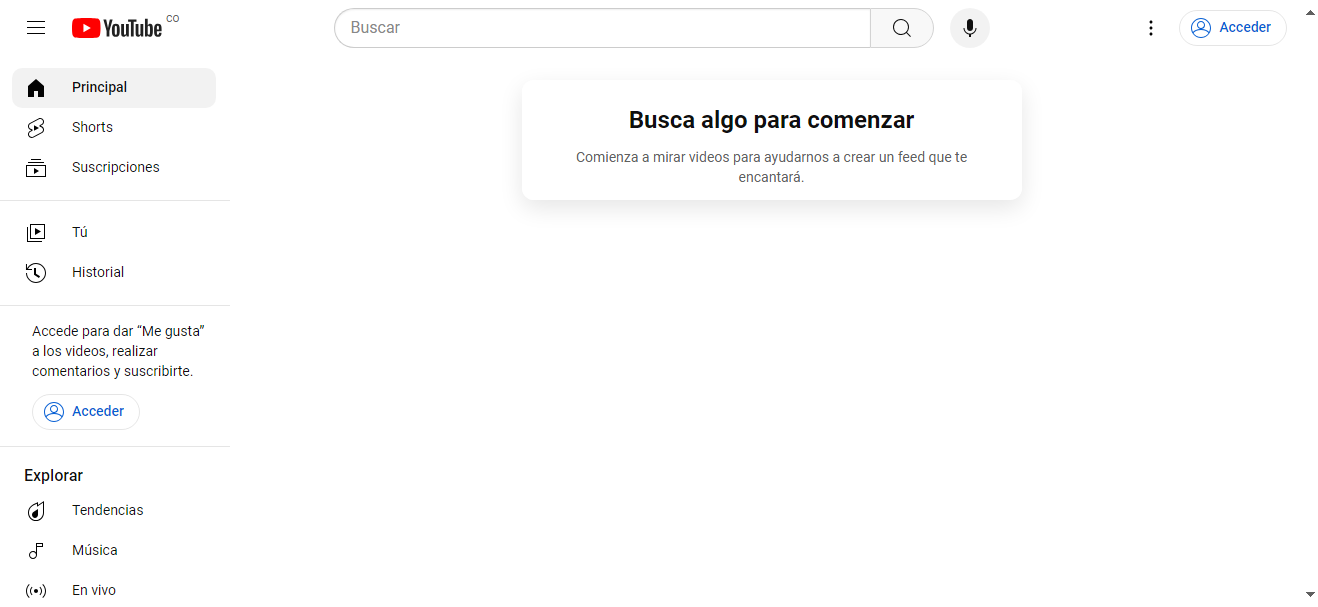 YouTube CO
Buscar
Acceder
Principal
Shorts
Suscripciones
Tú
Historial
Accede para dar “Me gusta”
a los videos, realizar
comentarios y suscribirte.
Acceder
Explorar
Tendencias
Música
En vivo
Busca algo para comenzar
Comienza a mirar videos para ayudarnos a crear un feed que te
encantará.